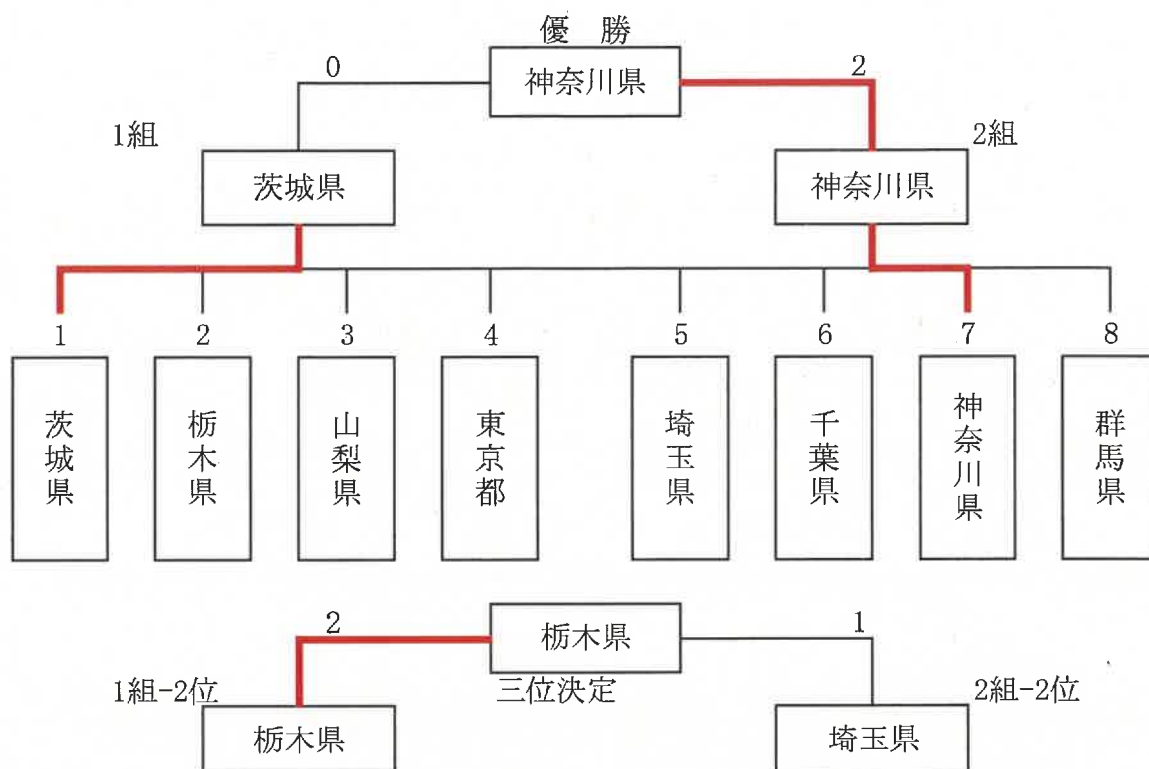 優 勝
0 神奈川県 2
1組 2組
茨城県 神奈川県
1 2 3 4 5 6 7 8
茨城県
栃木県
山梨県
東京都
埼玉県
千葉県
神奈川県
群馬県
2 栃木県 1
1組-2位 三位決定 2組-2位
栃木県 埼玉県